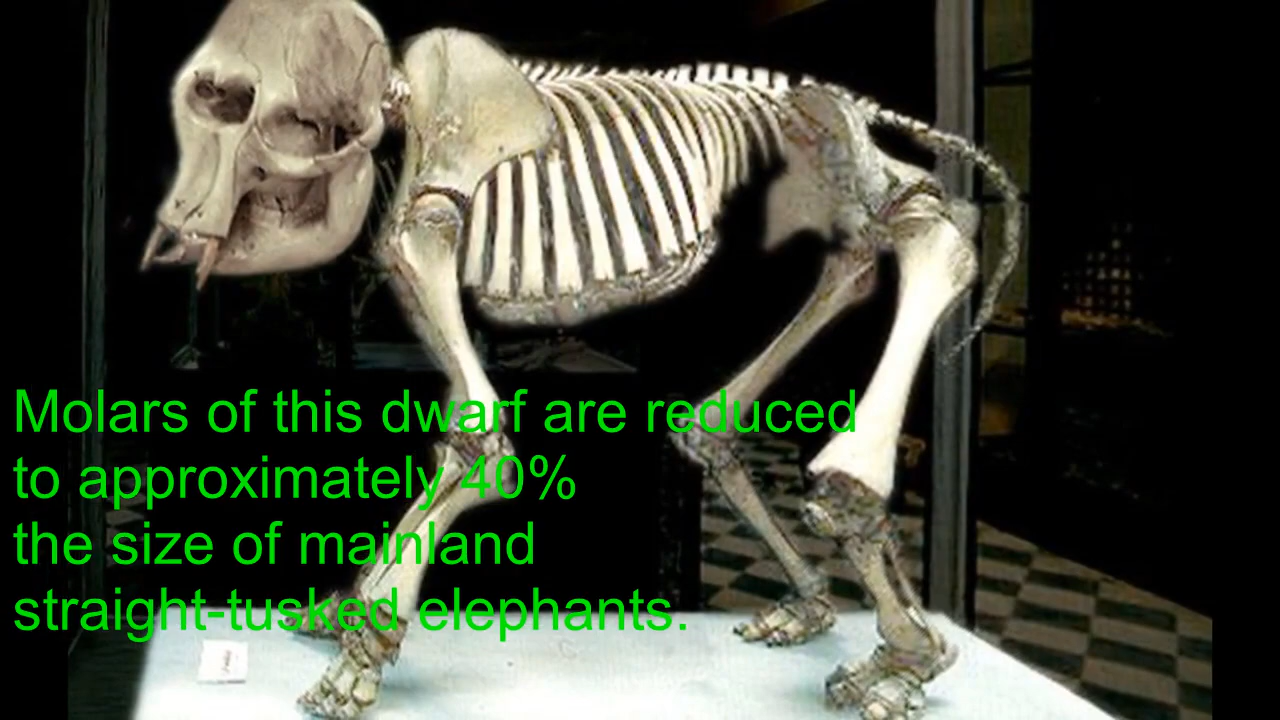 Molars of this dwarf are reduced
to approximately 40%
the size of mainland
straight-tusked elephants.